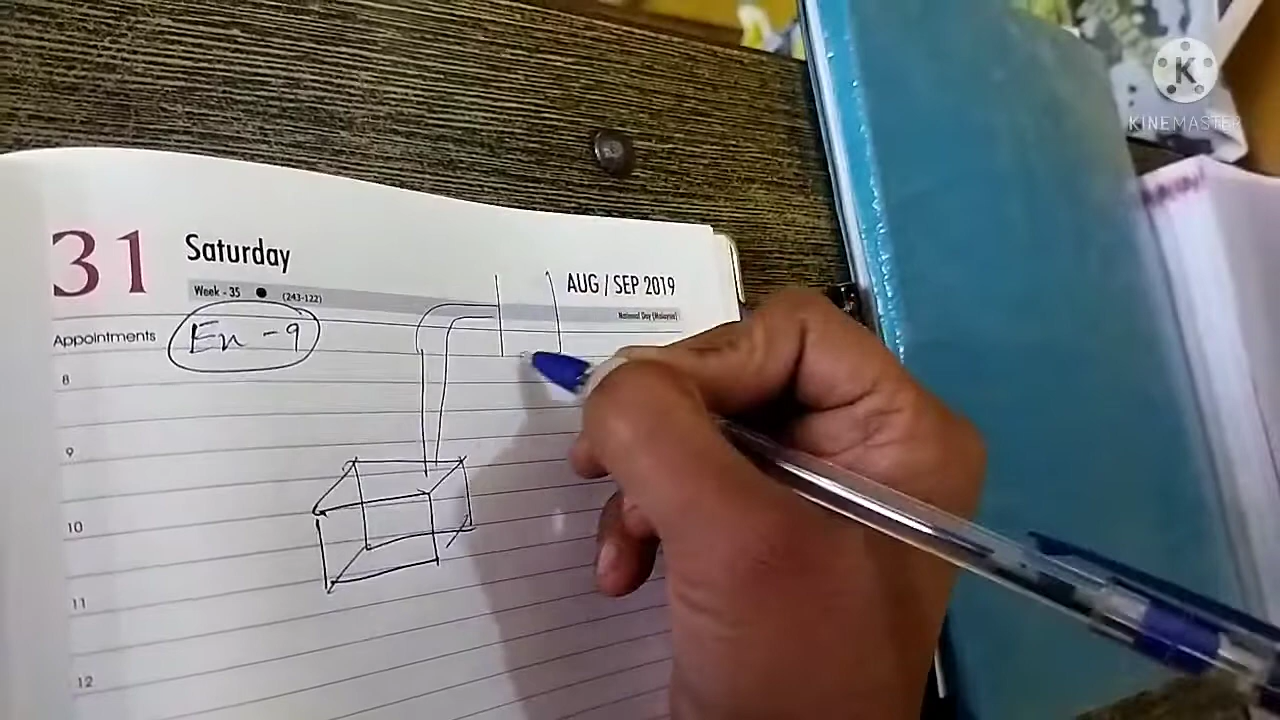 K
KINEMASTER
31
Saturday
AUG / SEP 2019
Week - 35 ● (243-122)
National Day (Malaysia)
Appointments
En - 9
8
9
10
11
12